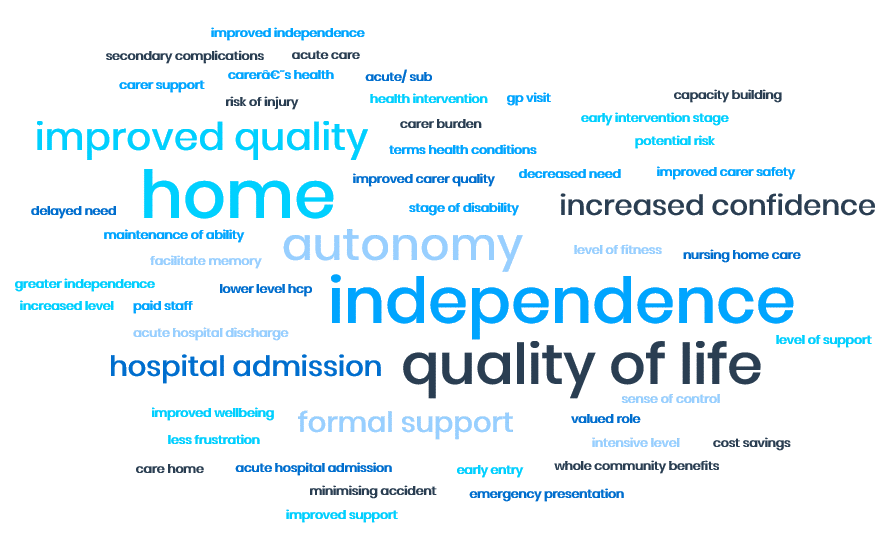 improved independence
secondary complications
acute care
carer support
carerâ€˜s health
acute/ sub
risk of injury
health intervention
gp visit
capacity building
improved quality
carer burden
early intervention stage
terms health conditions
potential risk
home
improved carer quality
decreased need
improved carer safety
delayed need
stage of disability
increased confidence
maintenance of ability
autonomy
level of fitness
nursing home care
facilitate memory
greater independence
lower level hcp
independence
increased level
paid staff
acute hospital discharge
level of support
hospital admission
quality of life
sense of control
improved wellbeing
formal support
valued role
less frustration
intensive level
cost savings
care home
acute hospital admission
early entry
whole community benefits
minimising accident
emergency presentation
improved support